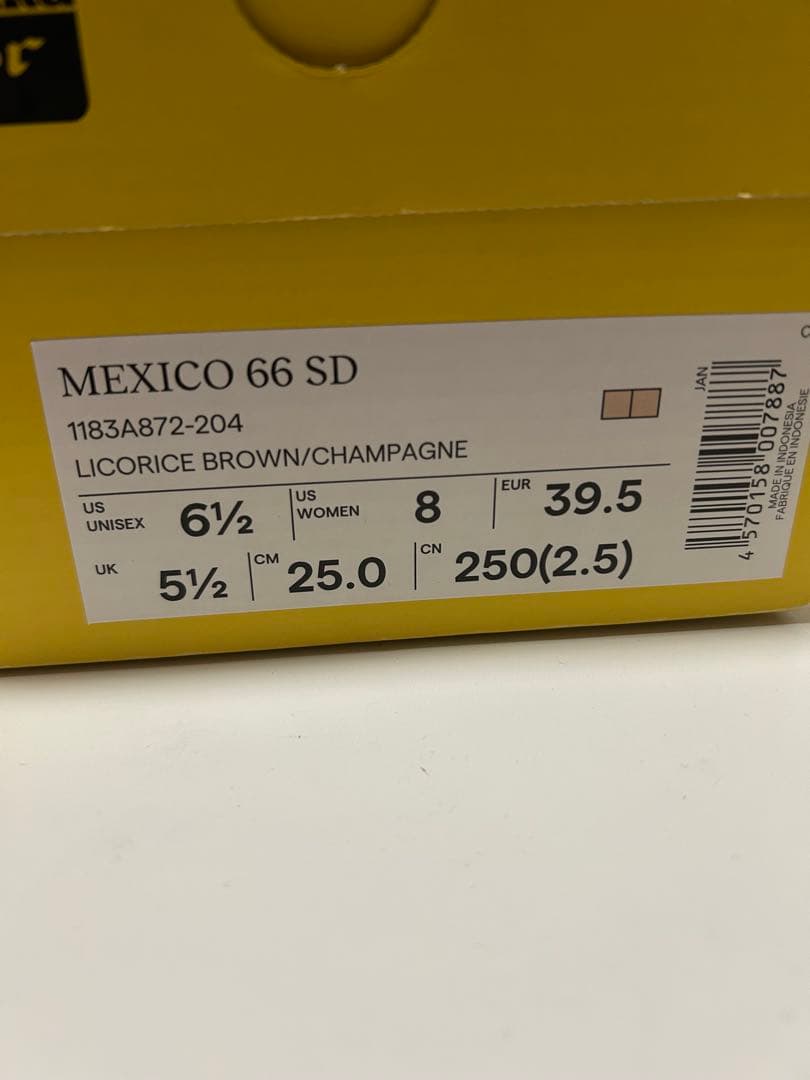 MEXICO 66 SD
1183A872-204
LICORICE BROWN/CHAMPAGNE
US UNISEX 6½ US WOMEN 8 EUR 39.5
UK 5½ CM 25.0 CN 250(2.5)
JAN
4570158007887
MADE IN INDONESIA
FABRIQUE EN INDONESIE